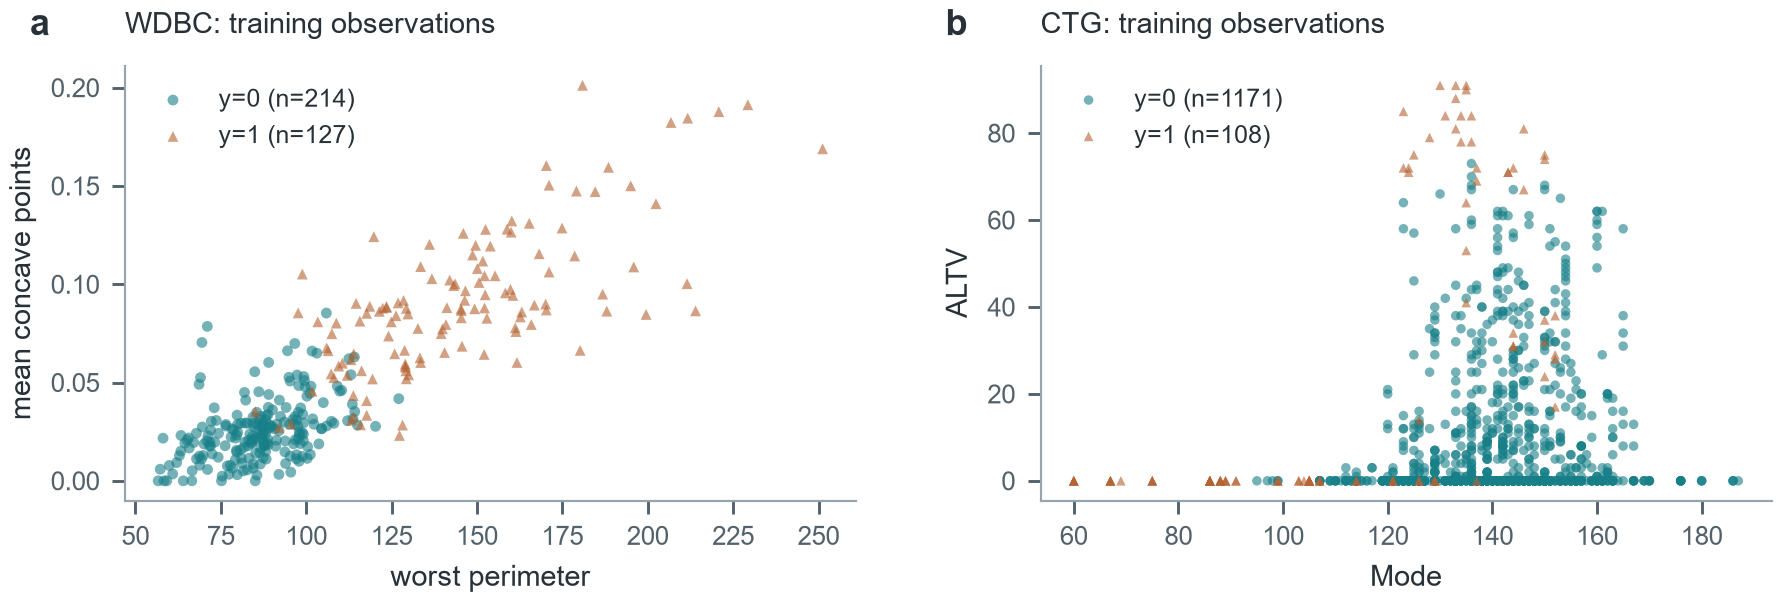 a WDBC: training observations
y=0 (n=214)
y=1 (n=127)
mean concave points
0.20
0.15
0.10
0.05
0.00
50 75 100 125 150 175 200 225 250
worst perimeter
b CTG: training observations
y=0 (n=1171)
y=1 (n=108)
ALTV
80
60
40
20
0
60 80 100 120 140 160 180
Mode